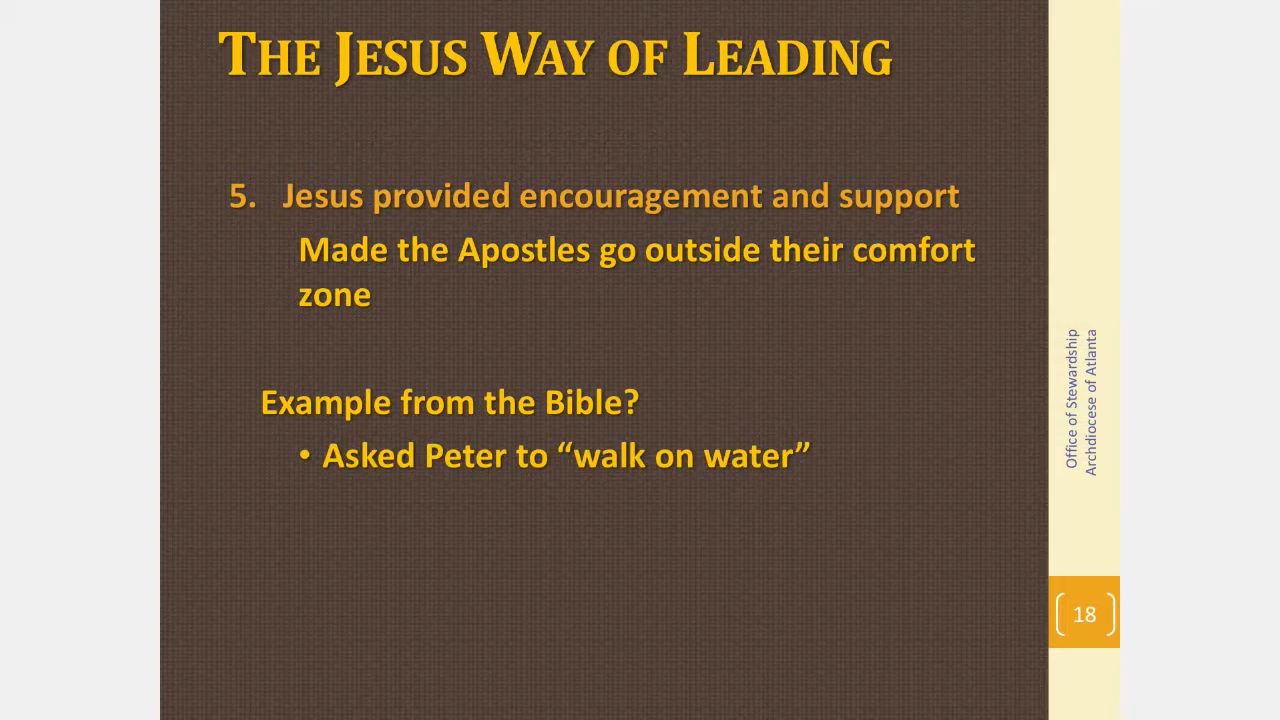 THE JESUS WAY OF LEADING
5. Jesus provided encouragement and support
Made the Apostles go outside their comfort
zone
Example from the Bible?
• Asked Peter to “walk on water”
Office of Stewardship
Archdiocese of Atlanta
18